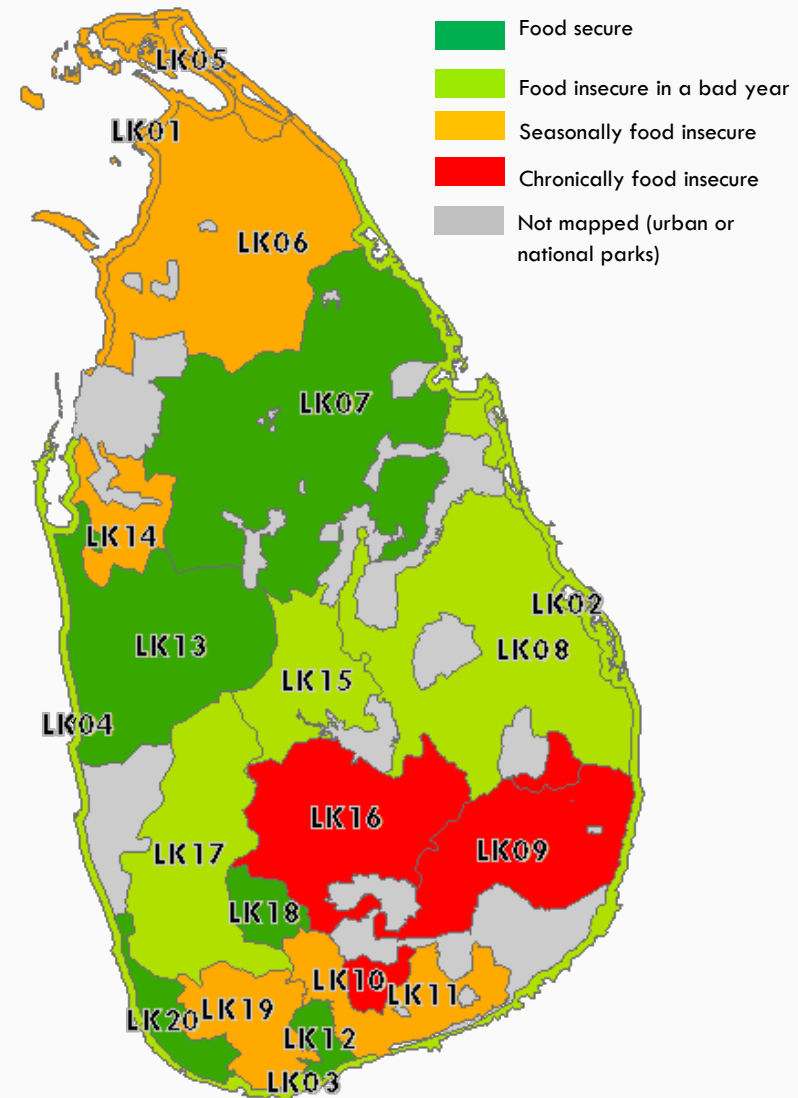 Food secure
Food insecure in a bad year
Seasonally food insecure
Chronically food insecure
Not mapped (urban or
national parks)
LK05
LK01
LK06
LK07
LK14
LK02
LK13
LK08
LK15
LK04
LK16
LK17
LK09
LK18
LK10
LK11
LK19
LK20
LK12
LK03